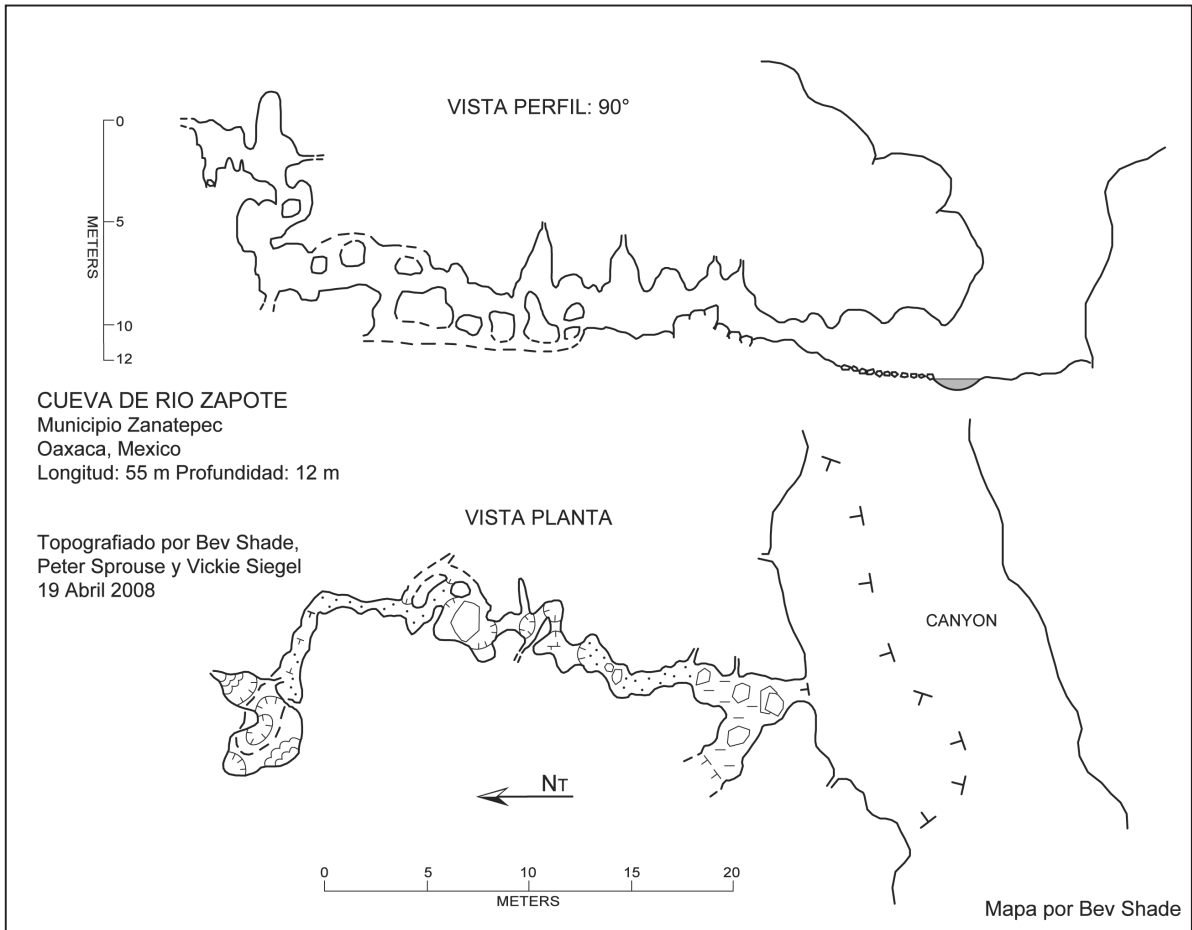 VISTA PERFIL: 90°
0
5
10
12
METERS
CUEVA DE RIO ZAPOTE
Municipio Zanatepec
Oaxaca, Mexico
Longitud: 55 m Profundidad: 12 m
VISTA PLANTA
Topografiado por Bev Shade,
Peter Sprouse y Vickie Siegel
19 Abril 2008
CANYON
NT
0 5 10 15 20
METERS
Mapa por Bev Shade